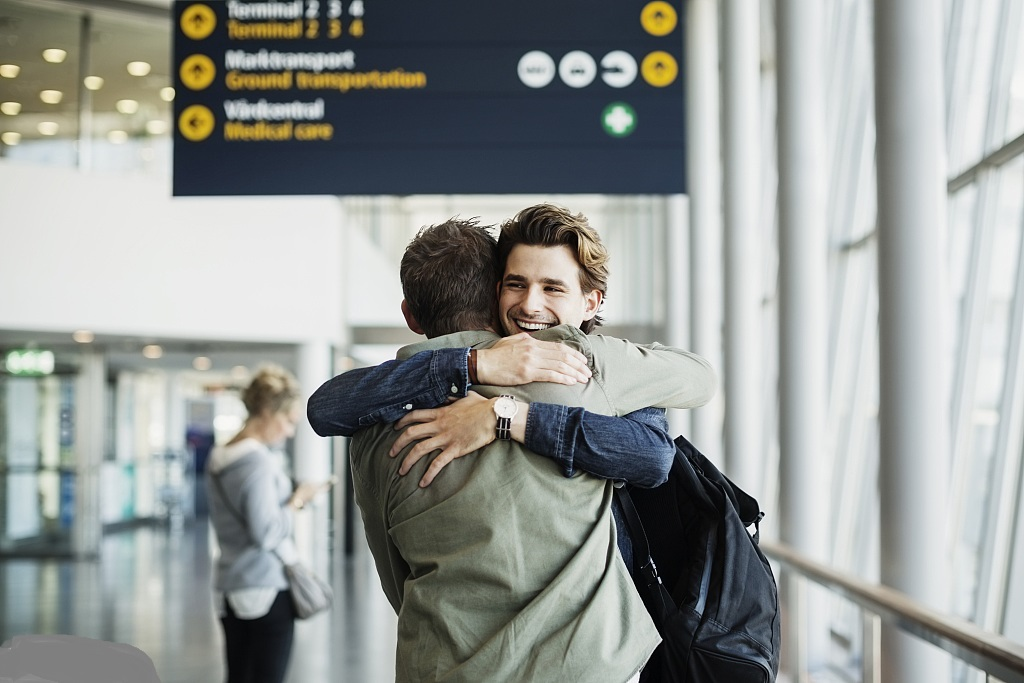 Terminal 2 3 4
Terminal 2 3 4
Marktransport
Ground transportation
Vårdcentral
Medical care